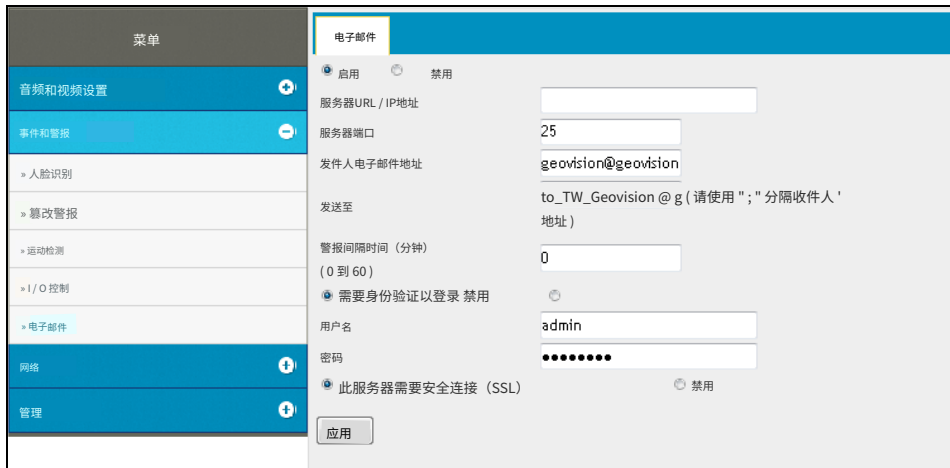 菜单
音频和视频设置
事件和警报
» 人脸识别
» 篡改警报
» 运动检测
» I / O 控制
» 电子邮件
网络
管理
电子邮件
启用 禁用
服务器URL / IP地址
服务器端口 25
发件人电子邮件地址 geovision@geovision
发送至 to_TW_Geovision @ g ( 请使用 " ; " 分隔收件人 '
地址 )
警报间隔时间（分钟）
( 0 到 60 ) 0
需要身份验证以登录 禁用
用户名 admin
密码 ●●●●●●●●
此服务器需要安全连接（SSL） 禁用
应用